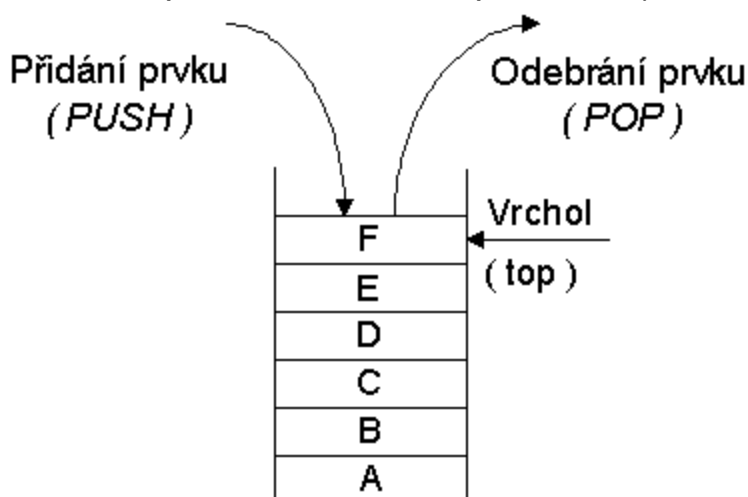 Přidání prvku
( PUSH )
Odebrání prvku
( POP )
Vrchol
( top )
F
E
D
C
B
A